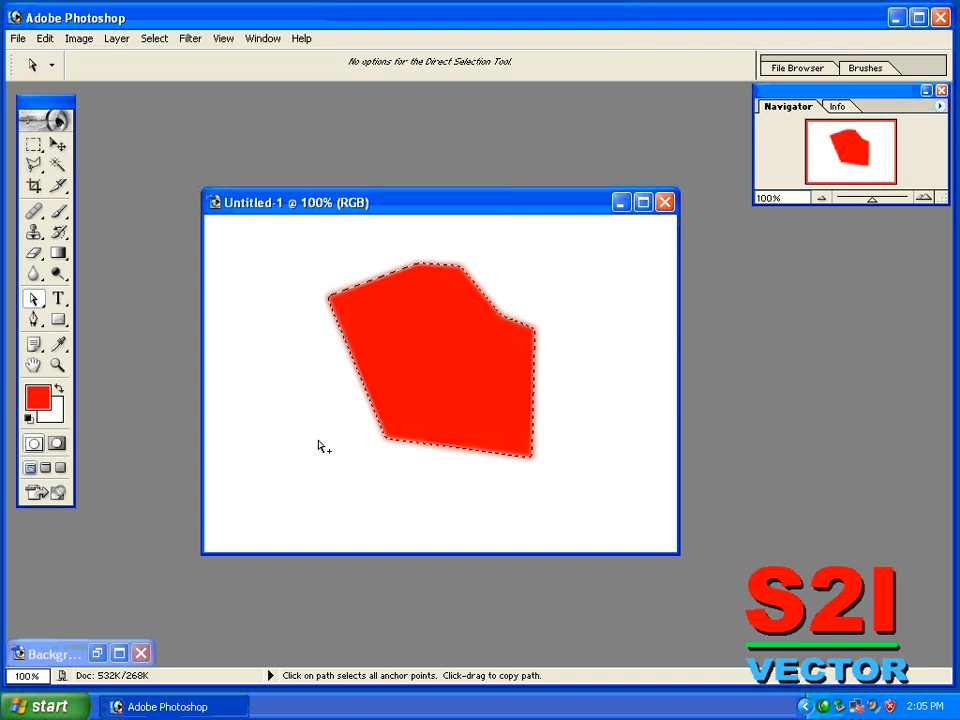 Adobe Photoshop
File Edit Image Layer Select Filter View Window Help
No options for the Direct Selection Tool.
File Browser Brushes
Navigator Info
100%
Untitled-1 @ 100% (RGB)
T
S2I
VECTOR
Backgr...
100% Doc: 532K/268K Click on path selects all anchor points. Click-drag to copy path.
start Adobe Photoshop 2:05 PM